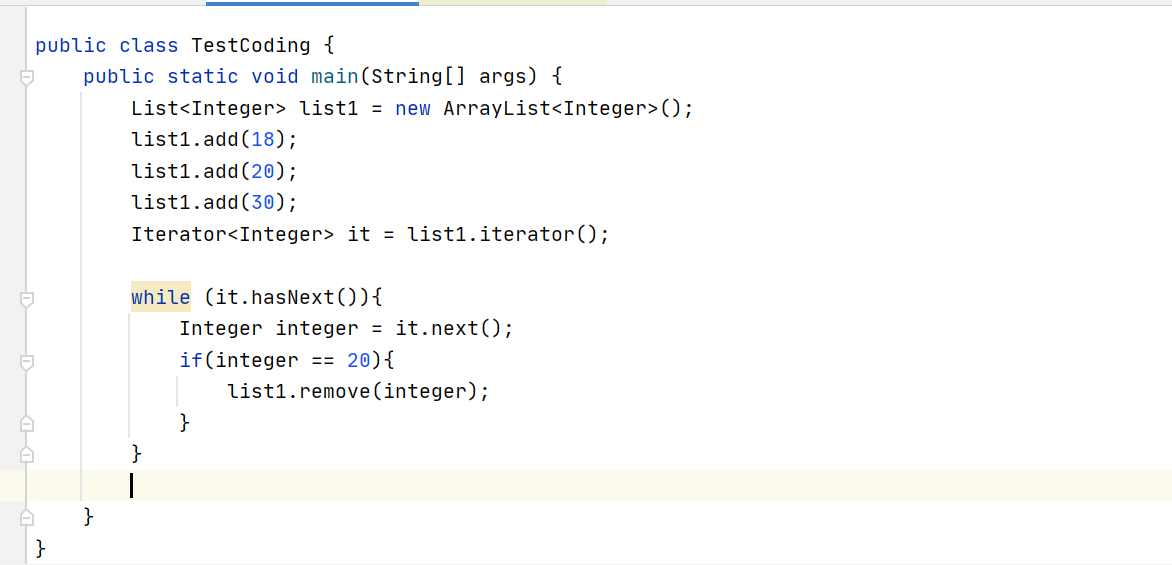 public class TestCoding {
    public static void main(String[] args) {
        List<Integer> list1 = new ArrayList<Integer>();
        list1.add(18);
        list1.add(20);
        list1.add(30);
        Iterator<Integer> it = list1.iterator();

        while (it.hasNext()){
            Integer integer = it.next();
            if(integer == 20){
                list1.remove(integer);
            }
        }

    }
}